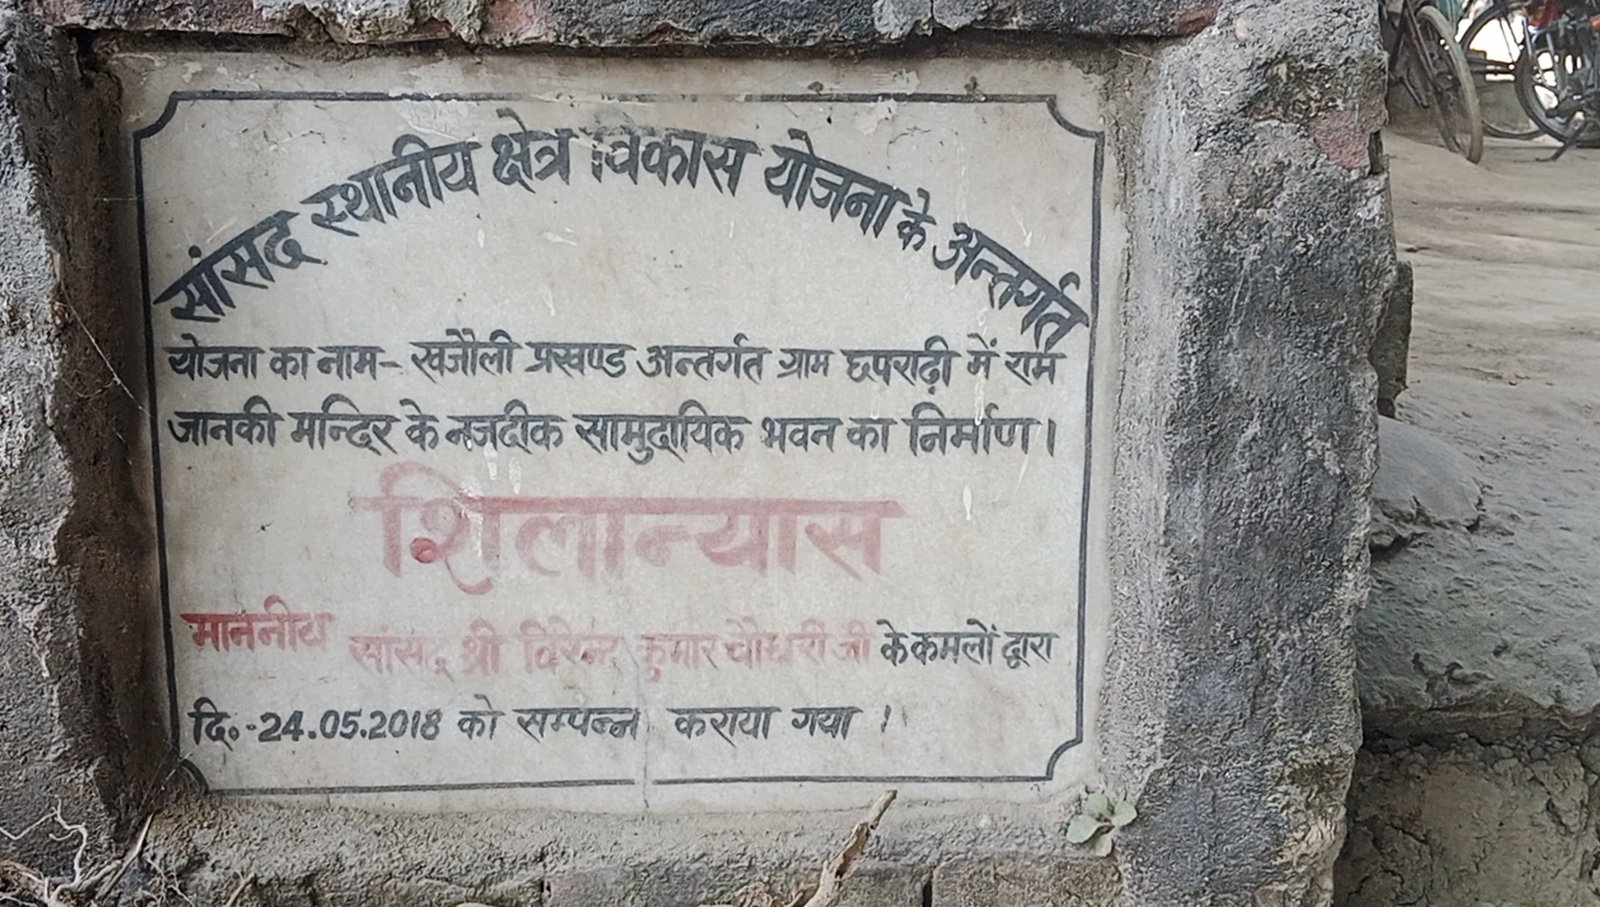 सांसद स्थानीय क्षेत्र विकास योजना के अन्तर्गत
योजना का नाम- खजौली प्रखण्ड अन्तर्गत ग्राम छपराढ़ी में राम
जानकी मन्दिर के नजदीक सामुदायिक भवन का निर्माण।
शिलान्यास
माननीय सांसद श्री विरेन्द्र कुमार चौधरी जी के कमलों द्वारा
दि०-24.05.2018 को सम्पन्न कराया गया ।